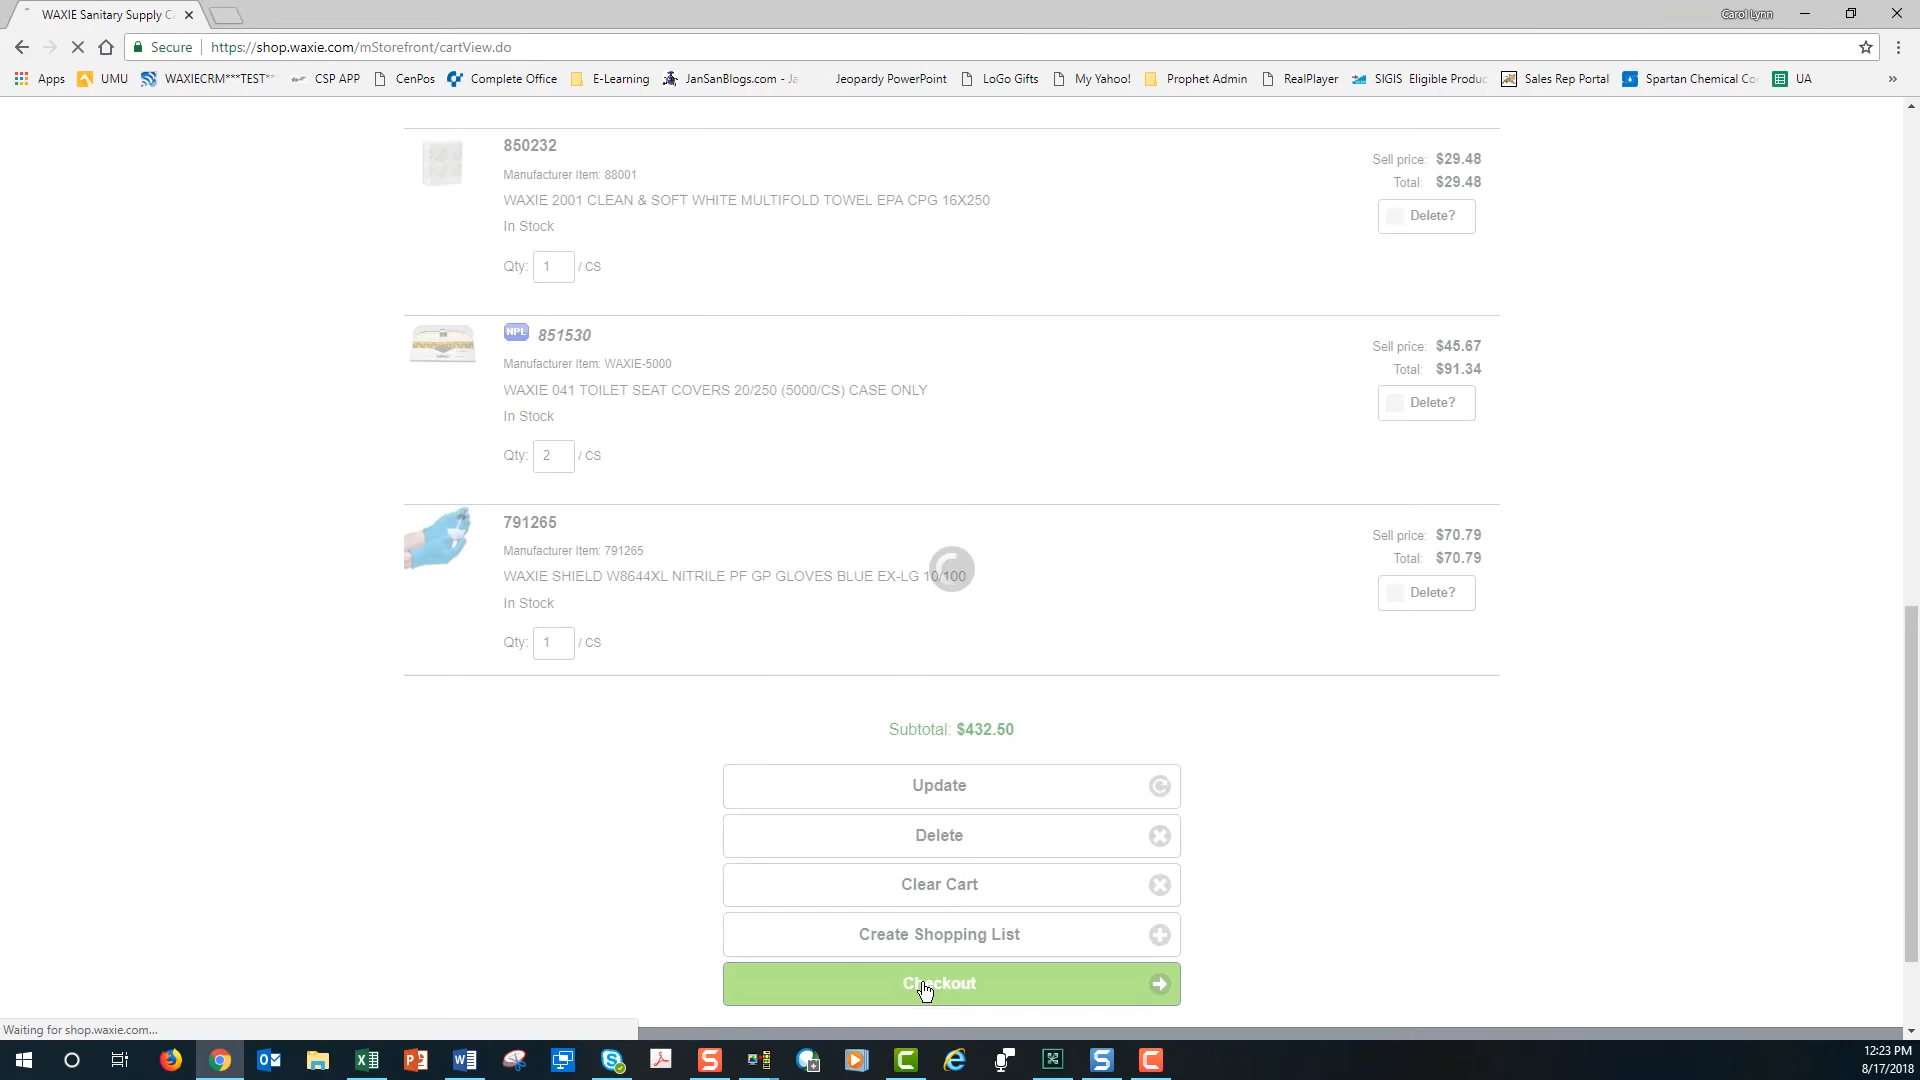 WAXIE Sanitary Supply C
Carol Lynn
Secure https://shop.waxie.com/mStorefront/cartView.do
Apps UMU WAXIECRM***TEST** CSP APP CenPos Complete Office E-Learning JanSanBlogs.com - Ja Jeopardy PowerPoint LoGo Gifts My Yahoo! Prophet Admin RealPlayer SIGIS Eligible Produc Sales Rep Portal Spartan Chemical Co UA »
850232
Manufacturer Item: 88001
WAXIE 2001 CLEAN & SOFT WHITE MULTIFOLD TOWEL EPA CPG 16X250
In Stock
Qty: 1 / CS
Sell price: $29.48
Total: $29.48
Delete?
NPL 851530
Manufacturer Item: WAXIE-5000
WAXIE 041 TOILET SEAT COVERS 20/250 (5000/CS) CASE ONLY
In Stock
Qty: 2 / CS
Sell price: $45.67
Total: $91.34
Delete?
791265
Manufacturer Item: 791265
WAXIE SHIELD W8644XL NITRILE PF GP GLOVES BLUE EX-LG 10/100
In Stock
Qty: 1 / CS
Sell price: $70.79
Total: $70.79
Delete?
Subtotal: $432.50
Update
Delete
Clear Cart
Create Shopping List
Checkout
Waiting for shop.waxie.com...
12:23 PM
8/17/2018